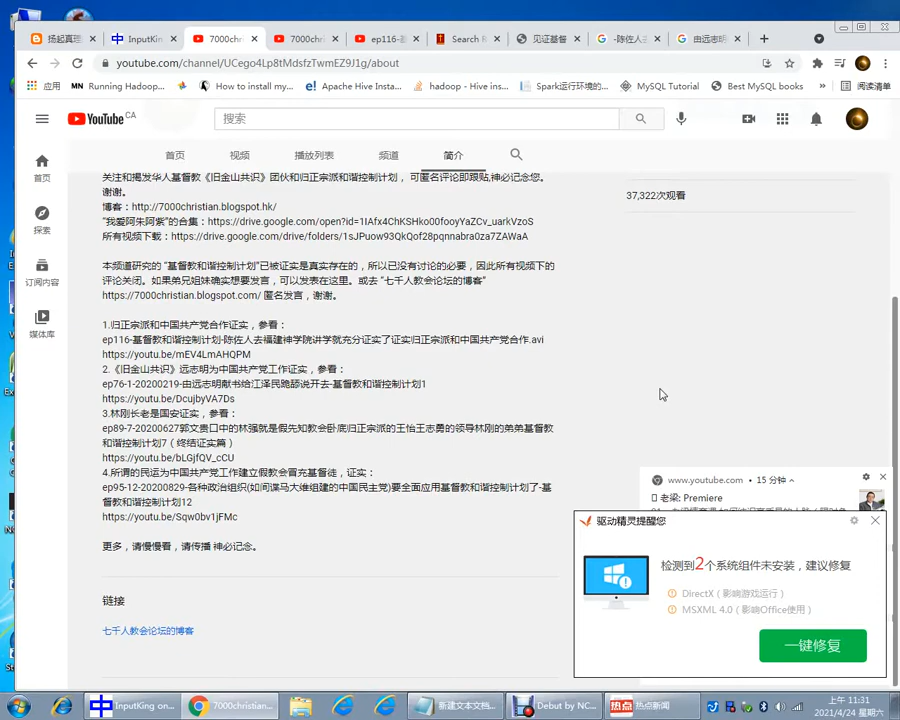 扬起真理
InputKing
7000chri
7000chri
ep116-基
Search R
见证基督
-陈佐人三
由远志明
youtube.com/channel/UCego4Lp8tMdsfzTwmEZ9J1g/about
应用
Running Hadoop...
How to install my...
Apache Hive Insta...
hadoop - Hive ins...
Spark运行环境的...
MySQL Tutorial
Best MySQL books
»
阅读清单
YouTube CA
搜索
首页 视频 播放列表 频道 简介
首页
探索
订阅内容
媒体库
关注和揭发华人基督教《旧金山共识》团伙和归正宗派和谐控制计划，可匿名评论即跟贴,神必记念您。
谢谢。
博客：http://7000christian.blogspot.hk/
“我爱阿朱阿紫”的合集：https://drive.google.com/open?id=1IAfx4ChKSHko00fooyYaZCv_uarkVzoS
所有视频下载：https://drive.google.com/drive/folders/1sJPuow93QkQof28pqnnabra0za7ZAWaA
37,322次观看
本频道研究的 “基督教和谐控制计划”已被证实是真实存在的，所以已没有讨论的必要，因此所有视频下的
评论关闭。如果弟兄姐妹确实想要发言，可以发表在这里。或去 “七千人教会论坛的博客”
https://7000christian.blogspot.com/ 匿名发言，谢谢。
1.归正宗派和中国共产党合作证实，参看：
ep116-基督教和谐控制计划-陈佐人去福建神学院讲学就充分证实了证实归正宗派和中国共产党合作.avi
https://youtu.be/mEV4LmAHQPM
2.《旧金山共识》远志明为中国共产党工作证实，参看：
ep76-1-20200219-由远志明献书给江泽民跪舔说开去-基督教和谐控制计划1
https://youtu.be/DcujbyVA7Ds
3.林刚长老是国安证实，参看：
ep89-7-20200627郭文贵口中的林强就是假先知教会卧底归正宗派的王怡王志勇的领导林刚的弟弟基督教
和谐控制计划7（终结证实篇）
https://youtu.be/bLGjfQV_cCU
4.所谓的民运为中国共产党工作建立假教会冒充基督徒，证实：
ep95-12-20200829-各种政治组织(如间谍马大维组建的中国民主党)要全面应用基督教和谐控制计划了-基
督教和谐控制计划12
https://youtu.be/Sqw0bv1jFMc
更多，请慢慢看，请传播 神必记念。
链接
七千人教会论坛的博客
www.youtube.com • 15 分钟
老梁: Premiere
驱动精灵提醒您
检测到2个系统组件未安装，建议修复
DirectX（影响游戏运行）
MSXML 4.0（影响Office使用）
一键修复
InputKing on...
7000christian...
新建文本文档...
Debut by NC...
热点
热点新闻
上午 11:31
2021/4/24 星期六